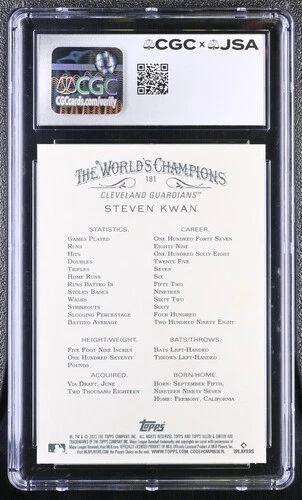 CGC × JSA
CGC
CGCcards.com/verify
THE WORLD'S CHAMPIONS
181
CLEVELAND GUARDIANS™
STEVEN KWAN
STATISTICS. CAREER.
GAMES PLAYED ONE HUNDRED FORTY SEVEN
RUNS EIGHTY NINE
HITS ONE HUNDRED SIXTY EIGHT
DOUBLES TWENTY FIVE
TRIPLES SEVEN
HOME RUNS SIX
RUNS BATTED IN FIFTY TWO
STOLEN BASES NINETEEN
WALKS SIXTY TWO
STRIKEOUTS SIXTY
SLUGGING PERCENTAGE FOUR HUNDRED
BATTING AVERAGE TWO HUNDRED NINETY EIGHT
HEIGHT/WEIGHT. BATS/THROWS.
FIVE FOOT NINE INCHES BATS LEFT-HANDED
ONE HUNDRED SEVENTY THROWS LEFT-HANDED
POUNDS
ACQUIRED. BORN/HOME.
VIA DRAFT, JUNE BORN: SEPTEMBER FIFTH,
TWO THOUSAND EIGHTEEN NINETEEN NINETY SEVEN
HOME: FREMONT, CALIFORNIA
Topps